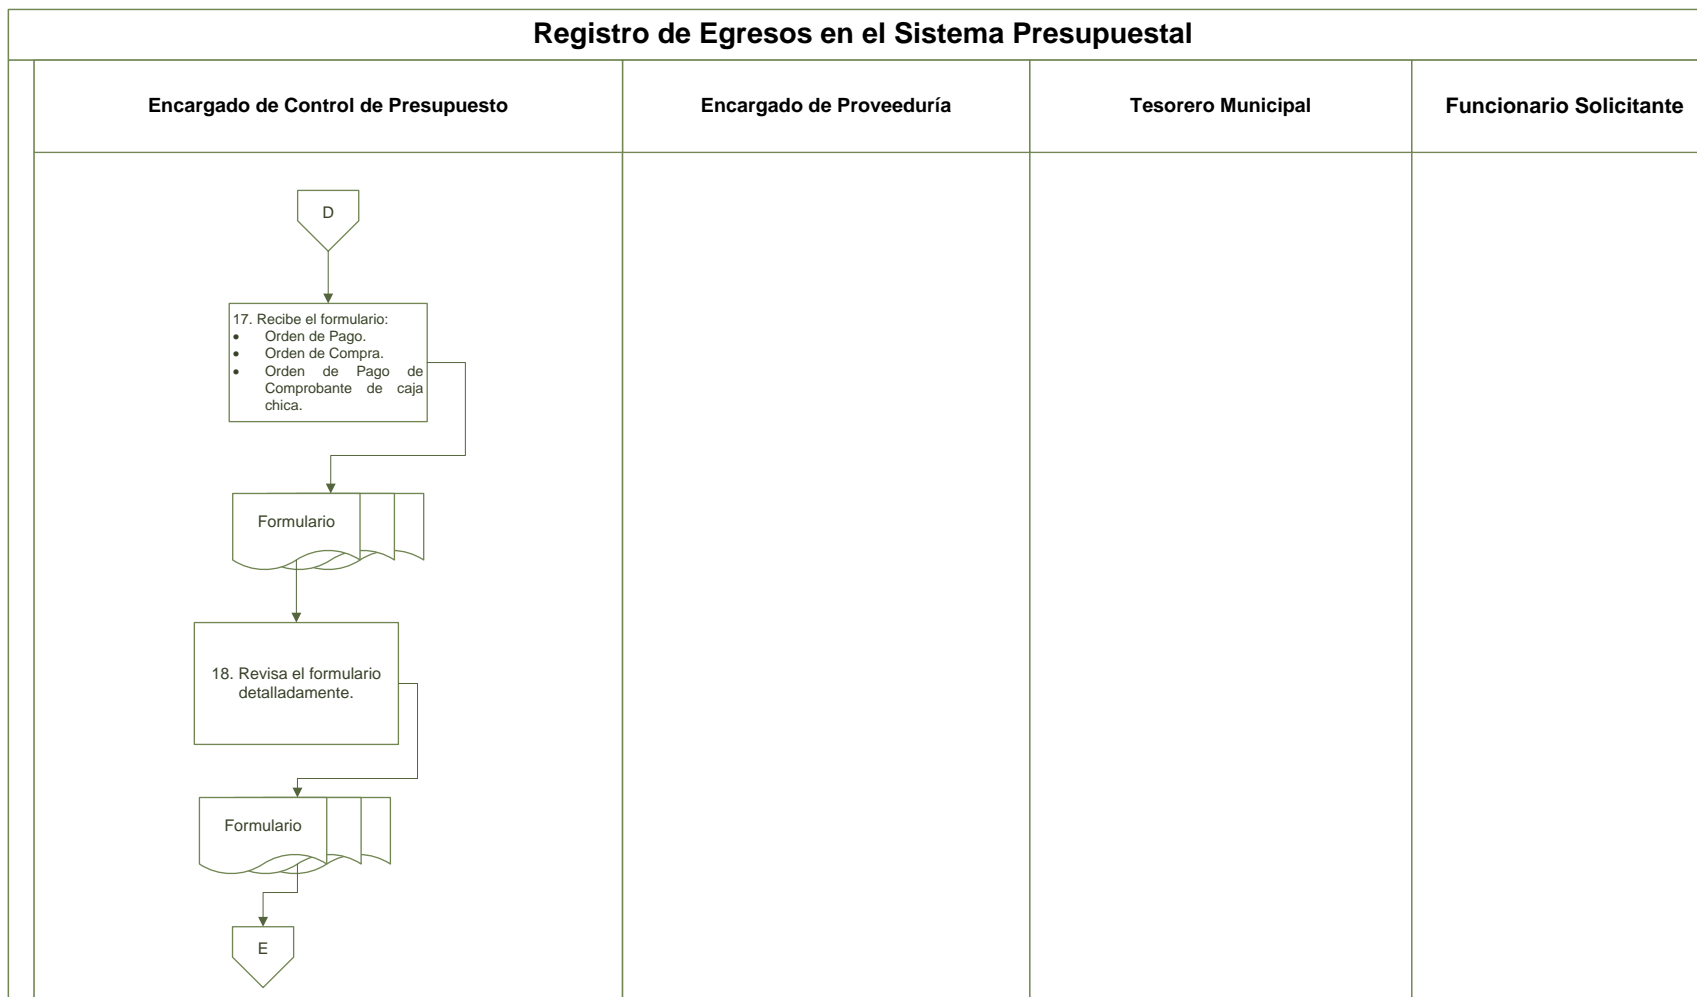 Registro de Egresos en el Sistema Presupuestal
Encargado de Control de Presupuesto
Encargado de Proveeduría
Tesorero Municipal
Funcionario Solicitante
D
17. Recibe el formulario:
● Orden de Pago.
● Orden de Compra.
● Orden de Pago de
Comprobante de caja
chica.
Formulario
18. Revisa el formulario
detalladamente.
Formulario
E